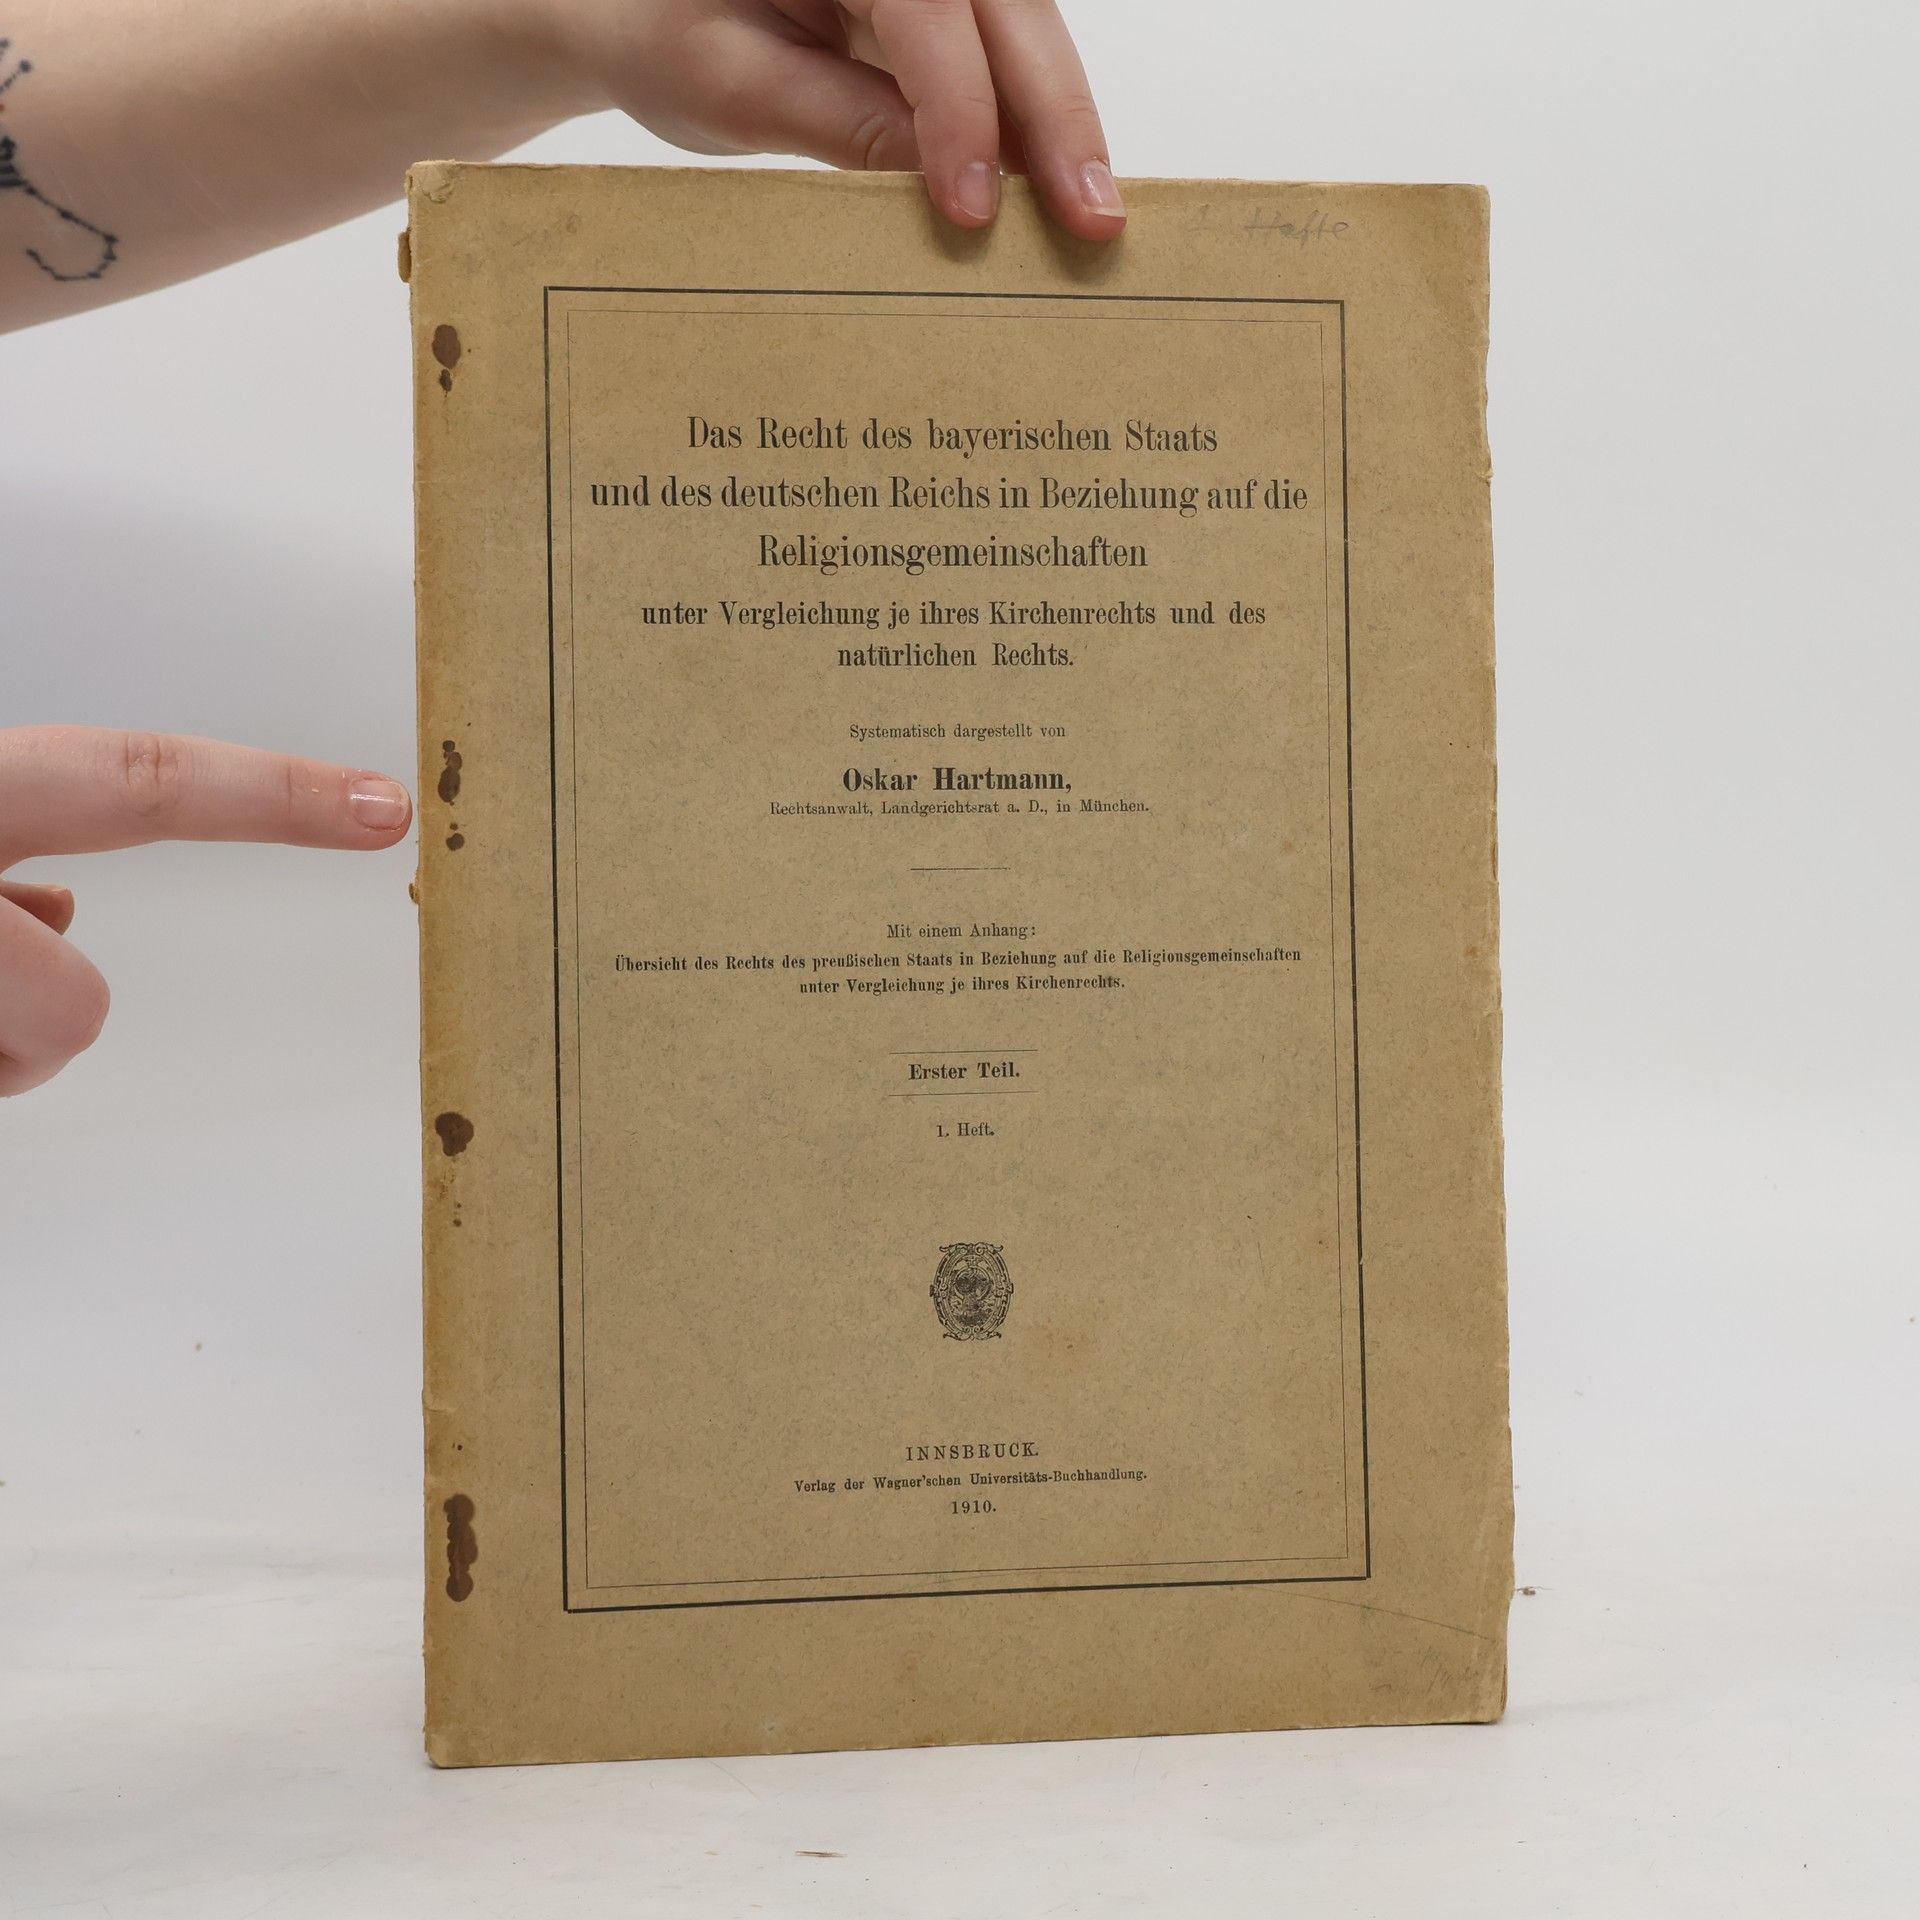 Hefte
Das Recht des bayerischen Staats
und des deutschen Reichs in Beziehung auf die
Religionsgemeinschaften
unter Vergleichung je ihres Kirchenrechts und des
natürlichen Rechts.
Systematisch dargestellt von
Oskar Hartmann,
Rechtsanwalt, Landgerichtsrat a. D., in München.
Mit einem Anhang:
Übersicht des Rechts des preußischen Staats in Beziehung auf die Religionsgemeinschaften
unter Vergleichung je ihres Kirchenrechts.
Erster Teil.
1. Heft.
INNSBRUCK.
Verlag der Wagner'schen Universitäts-Buchhandlung.
1910.